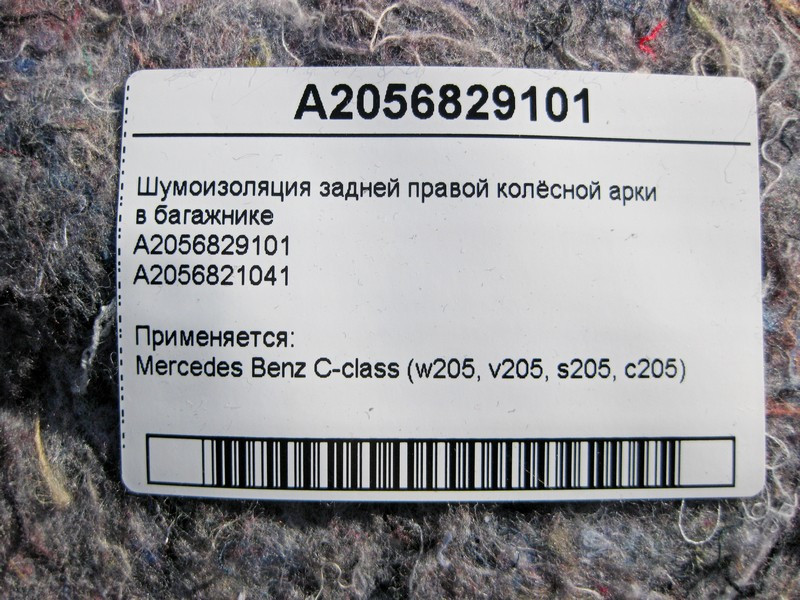 A2056829101
Шумоизоляция задней правой колёсной арки
в багажнике
A2056829101
A2056821041
Применяется:
Mercedes Benz C-class (w205, v205, s205, c205)